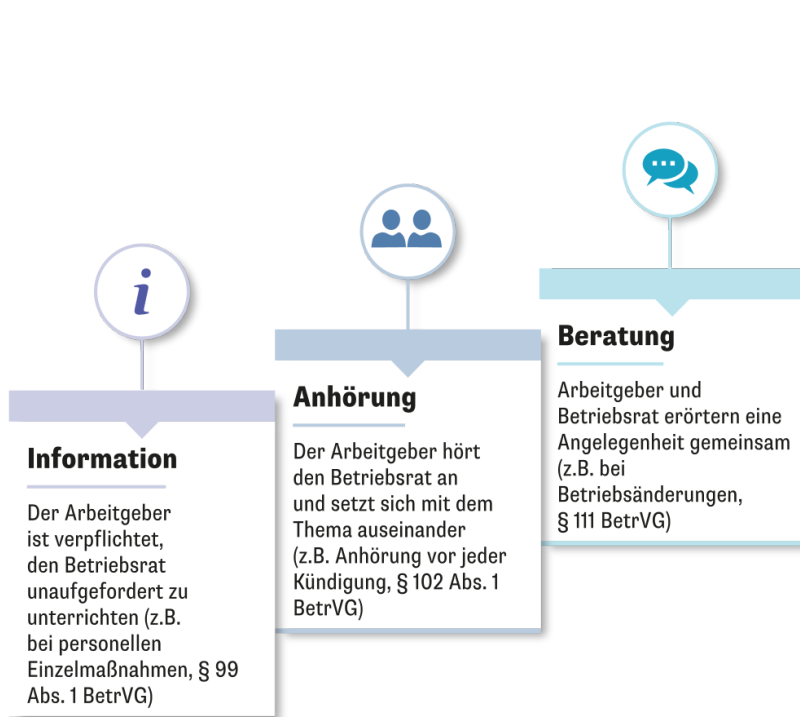 Information
Der Arbeitgeber
ist verpflichtet,
den Betriebsrat
unaufgefordert zu
unterrichten (z.B.
bei personellen
Einzelmaßnahmen, § 99
Abs. 1 BetrVG)
Anhörung
Der Arbeitgeber hört
den Betriebsrat an
und setzt sich mit dem
Thema auseinander
(z.B. Anhörung vor jeder
Kündigung, § 102 Abs. 1
BetrVG)
Beratung
Arbeitgeber und
Betriebsrat erörtern eine
Angelegenheit gemeinsam
(z.B. bei
Betriebsänderungen,
§ 111 BetrVG)